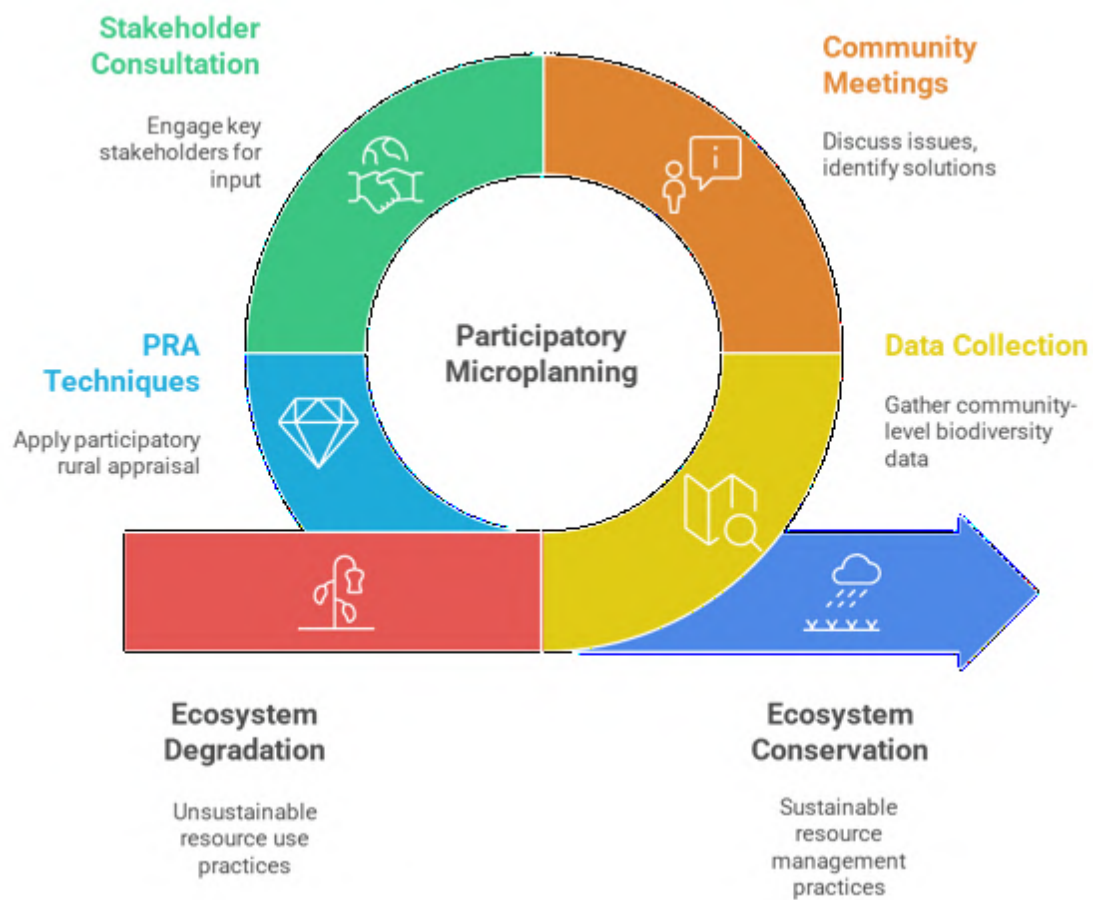 Stakeholder
Consultation
Engage key
stakeholders for
input
Community
Meetings
Discuss issues,
identify solutions
PRA
Techniques
Apply participatory
rural appraisal
Participatory
Microplanning
Data Collection
Gather community-
level biodiversity
data
i
Ecosystem
Degradation
Unsustainable
resource use
practices
Ecosystem
Conservation
Sustainable
resource
management
practices